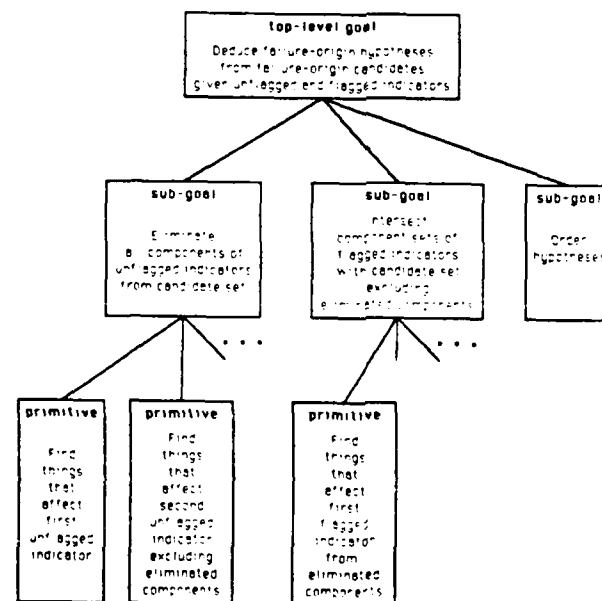 top-level goal
Deduce failure-origin hypotheses
from failure-origin candidates
given unflagged and flagged indicators
sub-goal
Eliminate
all components of
unflagged indicators
from candidate set
sub-goal
Intersect
component sets of
flagged indicators
with candidate set
excluding
eliminated components
sub-goal
Order
hypotheses
. . .
. . .
primitive
Find
things
that
affect
first
unflagged
indicator
primitive
Find
things
that
affect
second
unflagged
indicator
excluding
eliminated
components
primitive
Find
things
that
affect
first
flagged
indicator
from
eliminated
components